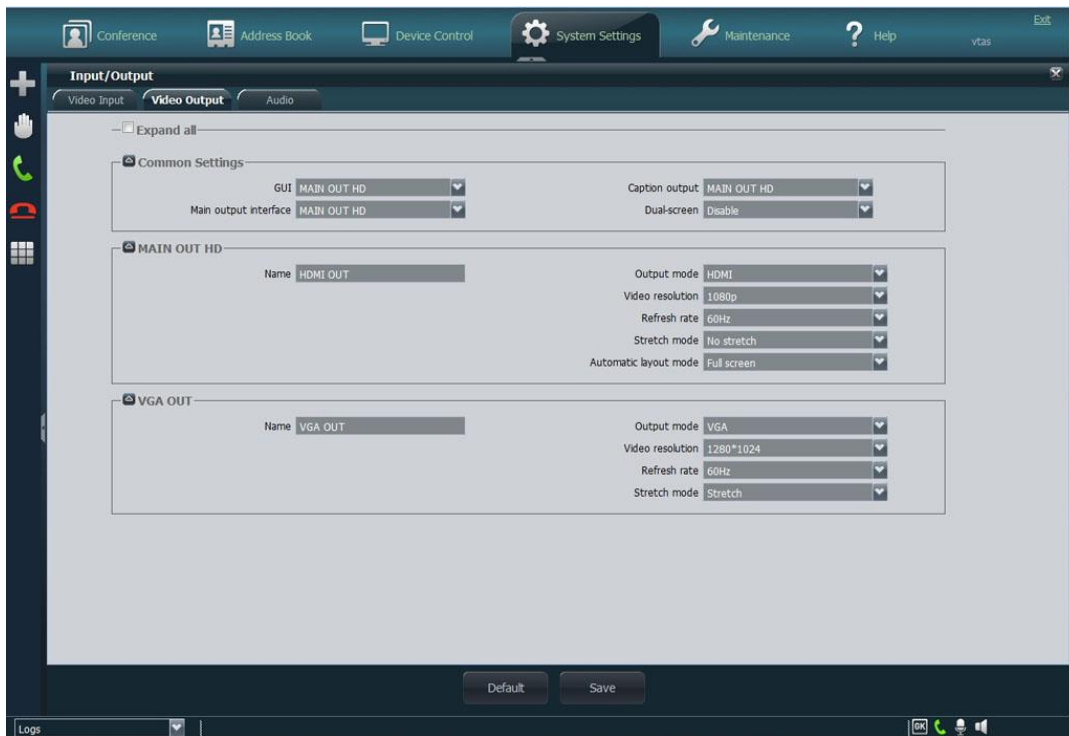 Conference Address Book Device Control System Settings Maintenance ? Help vtas Exit
Input/Output
Video Input Video Output Audio
Expand all
Common Settings
GUI MAIN OUT HD Caption output MAIN OUT HD
Main output interface MAIN OUT HD Dual-screen Disable
MAIN OUT HD
Name HDMI OUT Output mode HDMI
Video resolution 1080p
Refresh rate 60Hz
Stretch mode No stretch
Automatic layout mode Full screen
VGA OUT
Name VGA OUT Output mode VGA
Video resolution 1280*1024
Refresh rate 60Hz
Stretch mode Stretch
Default Save
Logs OK